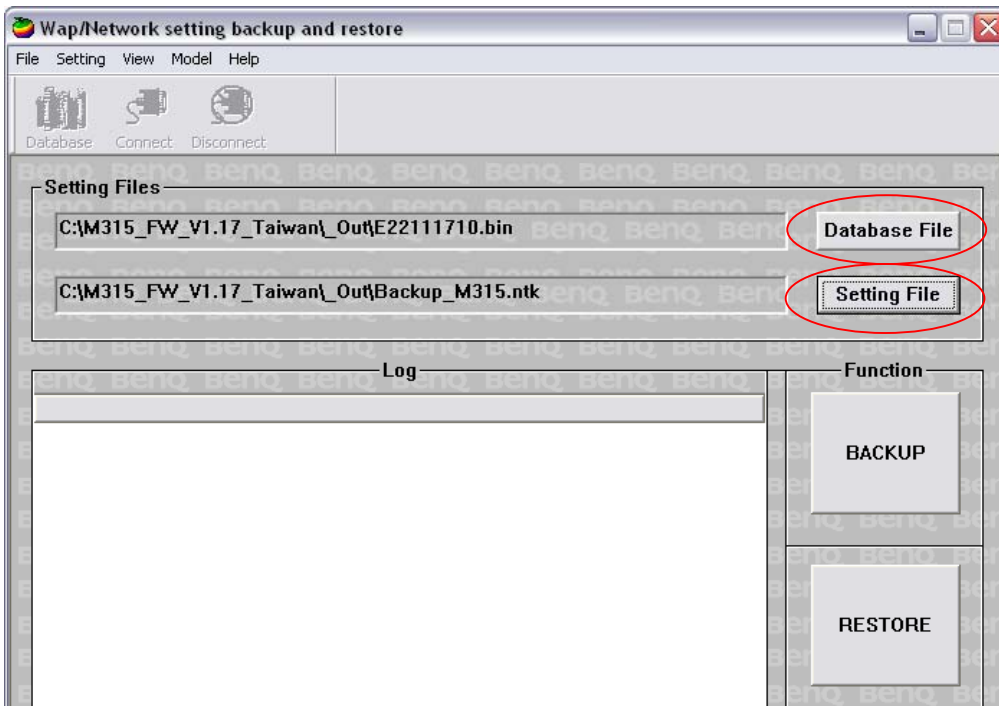 Wap/Network setting backup and restore
File Setting View Model Help
Database Connect Disconnect
Setting Files
C:\M315_FW_V1.17_Taiwan\_Out\E22111710.bin
Database File
C:\M315_FW_V1.17_Taiwan\_Out\Backup_M315.ntk
Setting File
Log
Function
BACKUP
RESTORE
BenQ